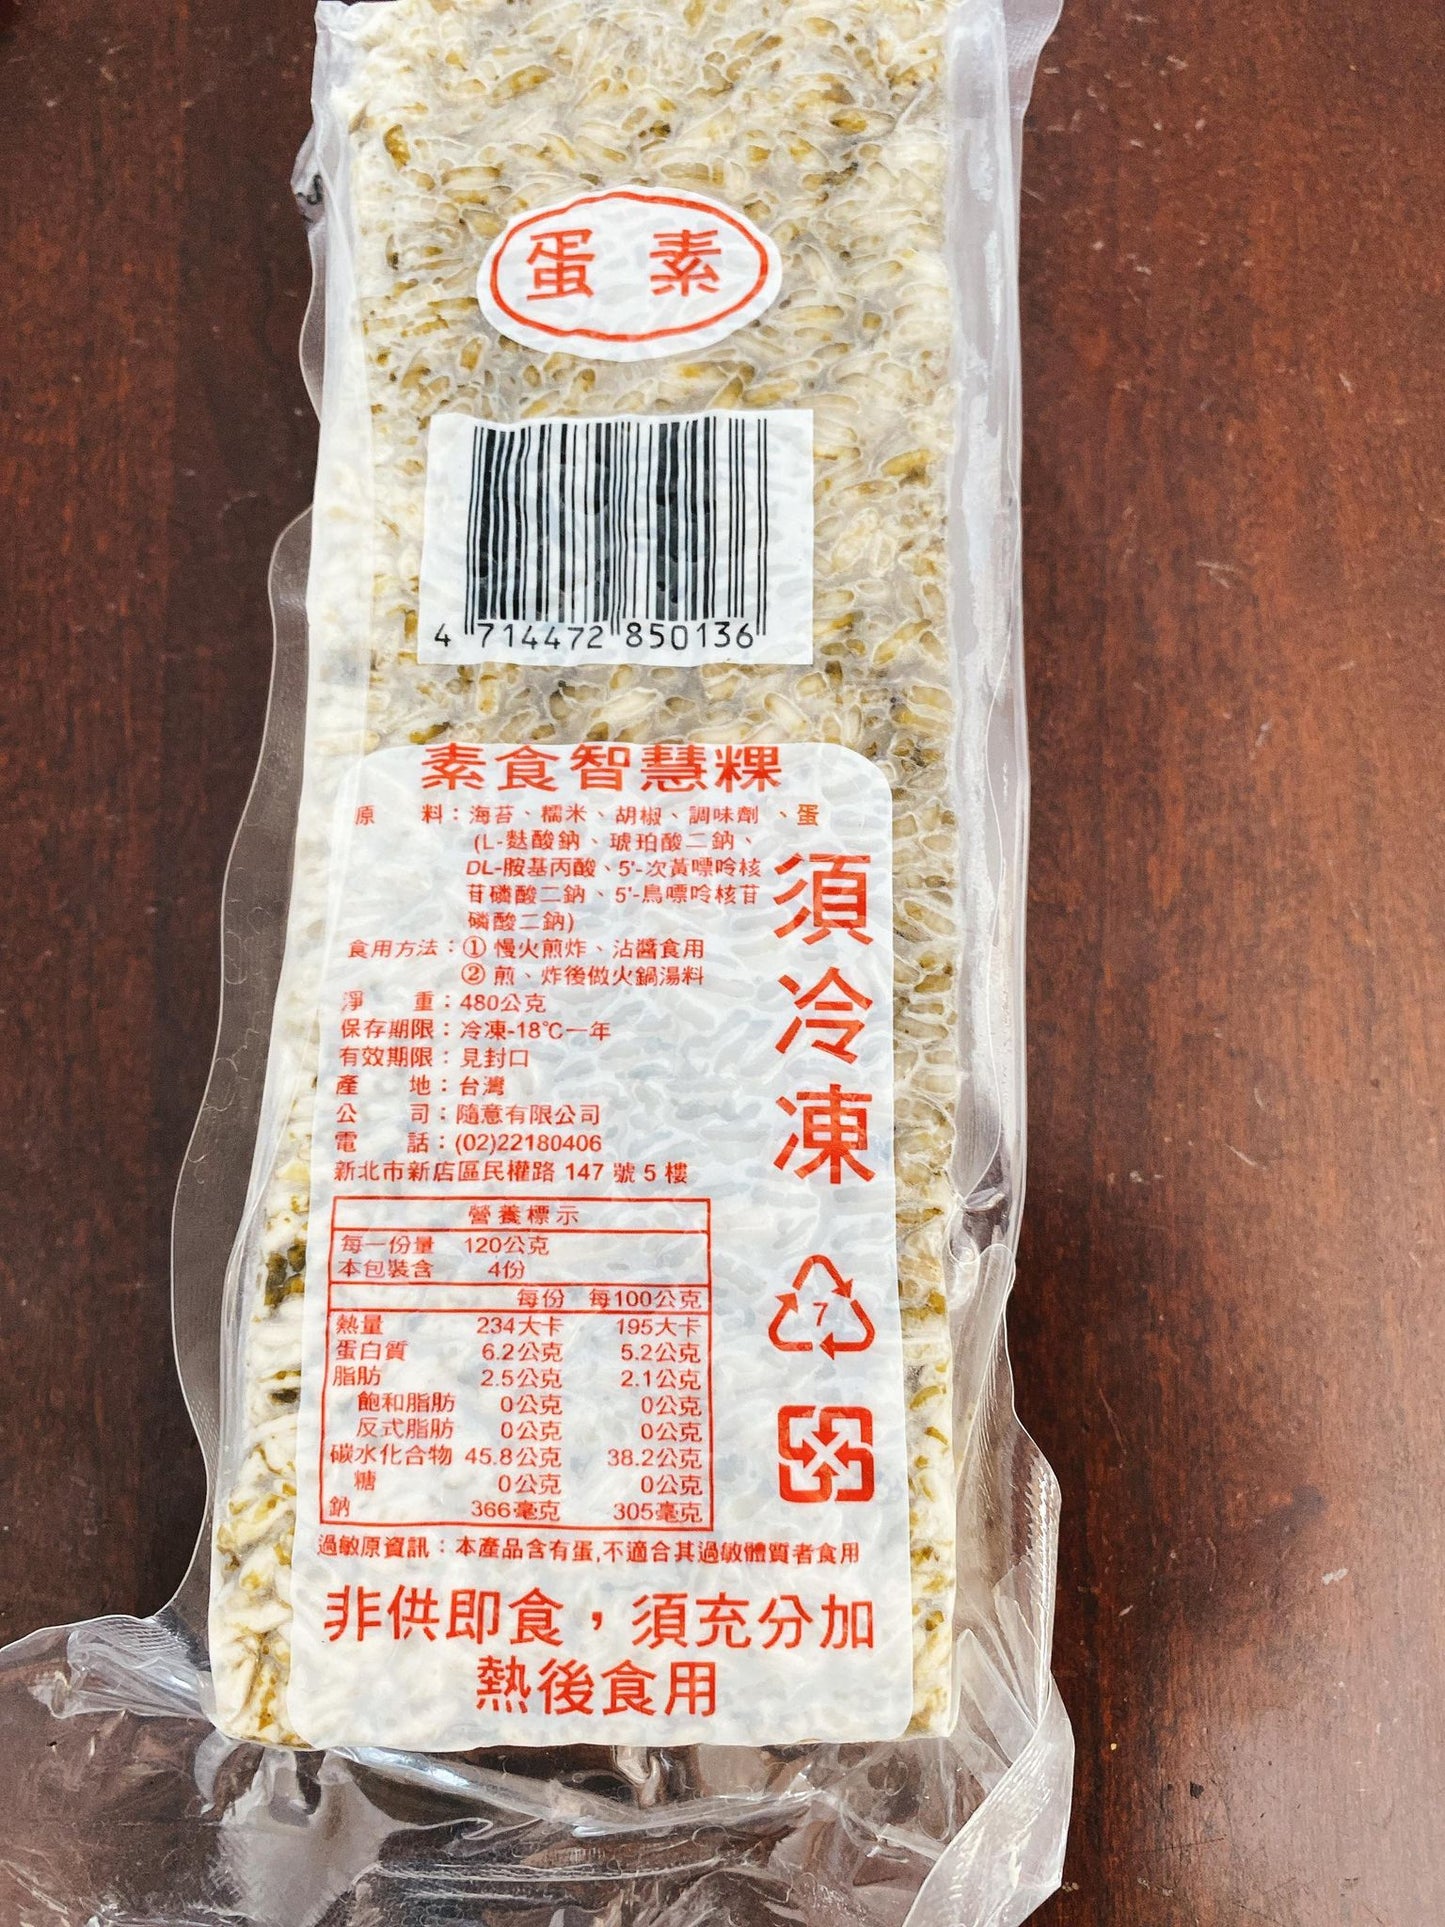 蛋 素
4 714472 850136
素食智慧粿
原 料：海苔、糯米、胡椒、調味劑、蛋
(L-麩酸鈉、琥珀酸二鈉、
DL-胺基丙酸、5'-次黃嘌呤核
苷磷酸二鈉、5'-鳥嘌呤核苷
磷酸二鈉)
食用方法：① 慢火煎炸、沾醬食用
② 煎、炸後做火鍋湯料
淨 重：480公克
保存期限：冷凍-18℃一年
有效期限：見封口
產 地：台灣
公 司：隨意有限公司
電 話：(02)22180406
新北市新店區民權路 147 號 5 樓
須冷凍
營養標示
每一份量 120公克
本包裝含 4份
每份 每100公克
熱量 234大卡 195大卡
蛋白質 6.2公克 5.2公克
脂肪 2.5公克 2.1公克
飽和脂肪 0公克 0公克
反式脂肪 0公克 0公克
碳水化合物 45.8公克 38.2公克
糖 0公克 0公克
鈉 366毫克 305毫克
7
過敏原資訊：本產品含有蛋,不適合其過敏體質者食用
非供即食，須充分加
熱後食用